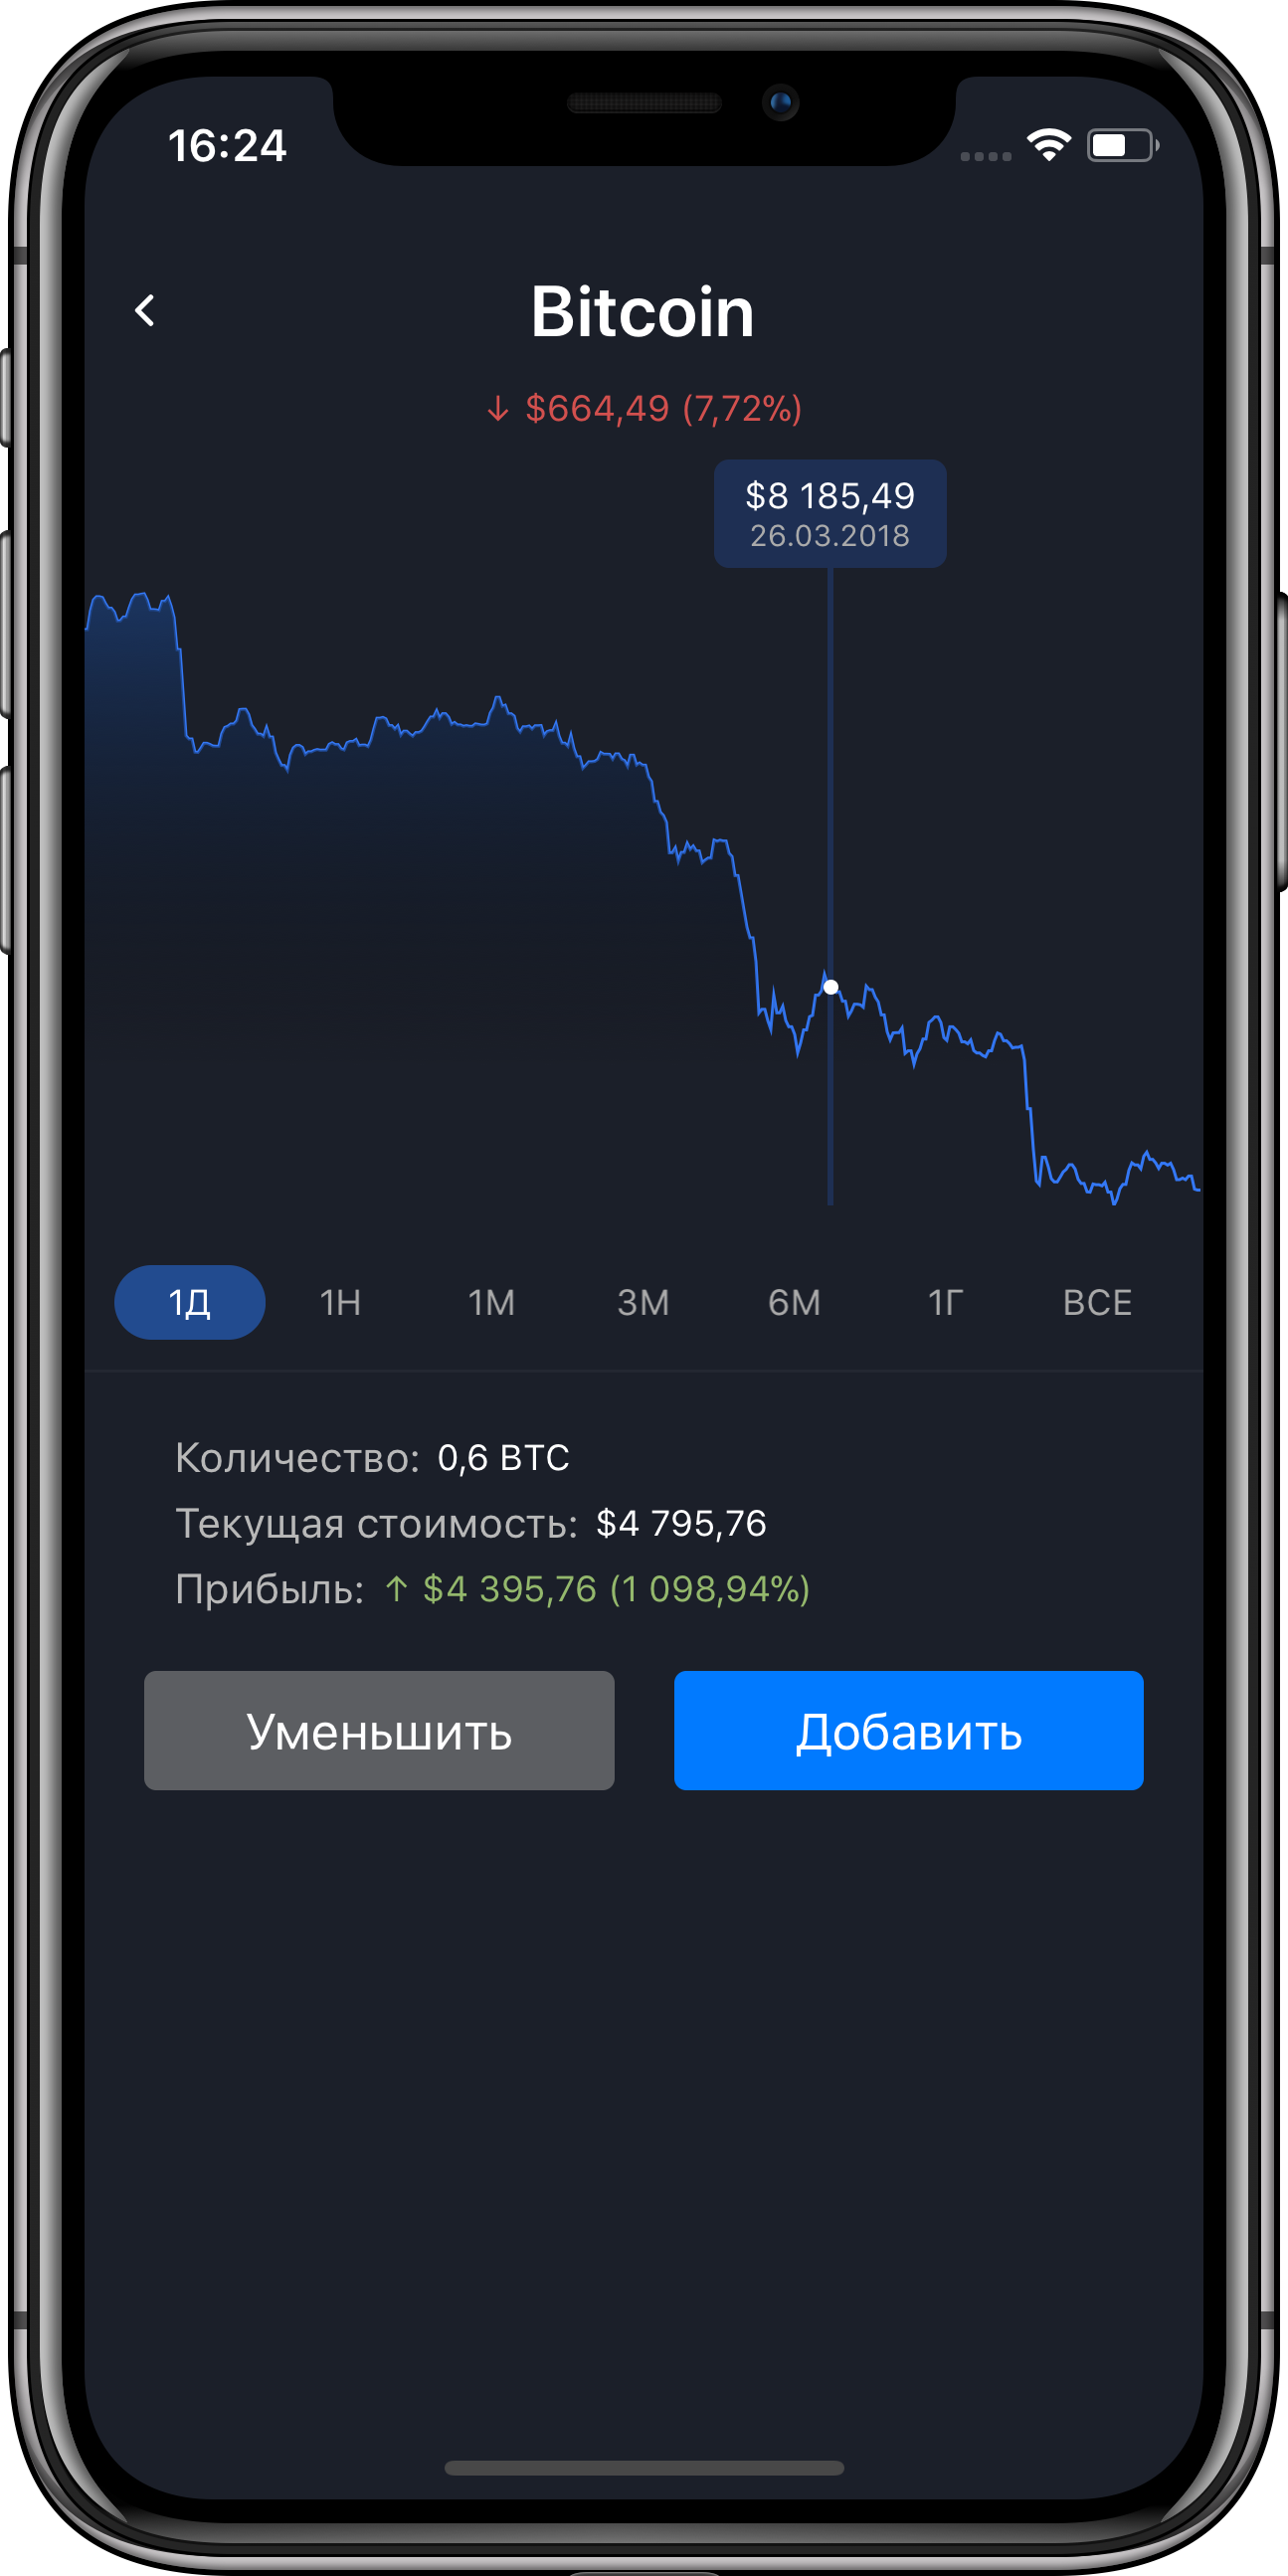 16:24
Bitcoin
↓ $664,49 (7,72%)
$8 185,49
26.03.2018
1Д 1Н 1М 3М 6М 1Г ВСЕ
Количество: 0,6 BTC
Текущая стоимость: $4 795,76
Прибыль: ↑ $4 395,76 (1 098,94%)
Уменьшить Добавить